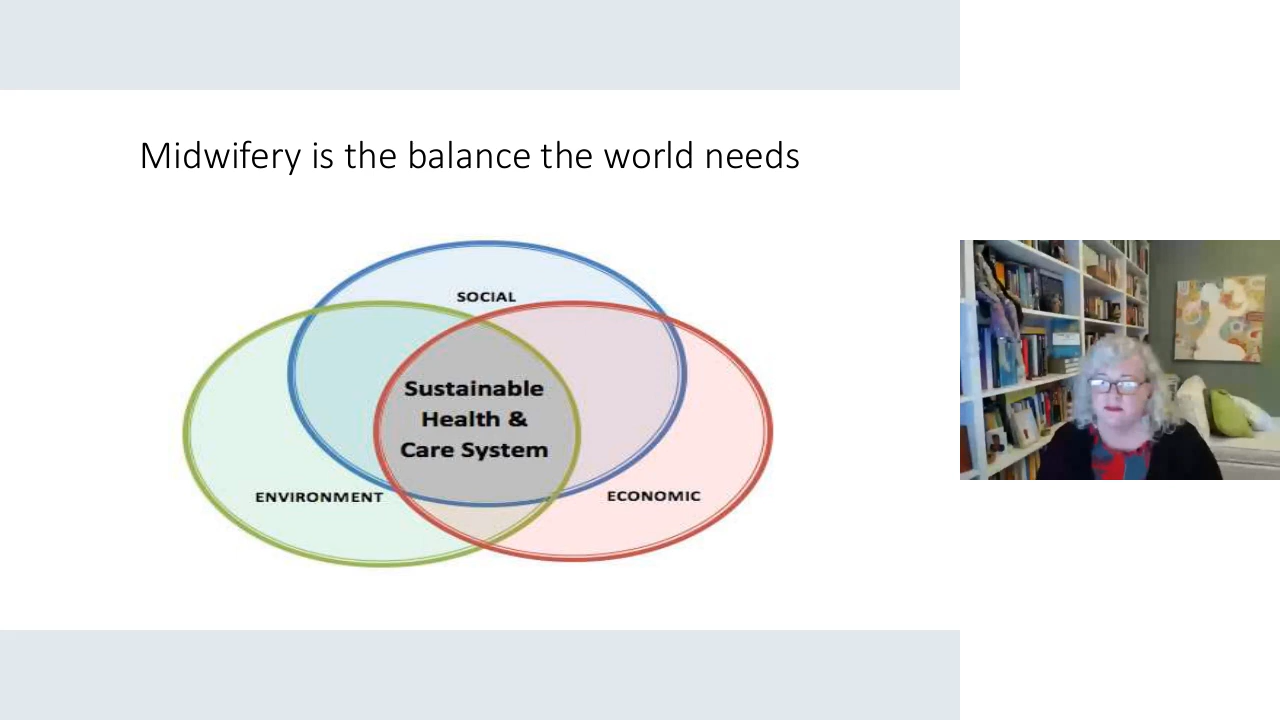 Midwifery is the balance the world needs
SOCIAL
Sustainable
Health &
Care System
ENVIRONMENT
ECONOMIC